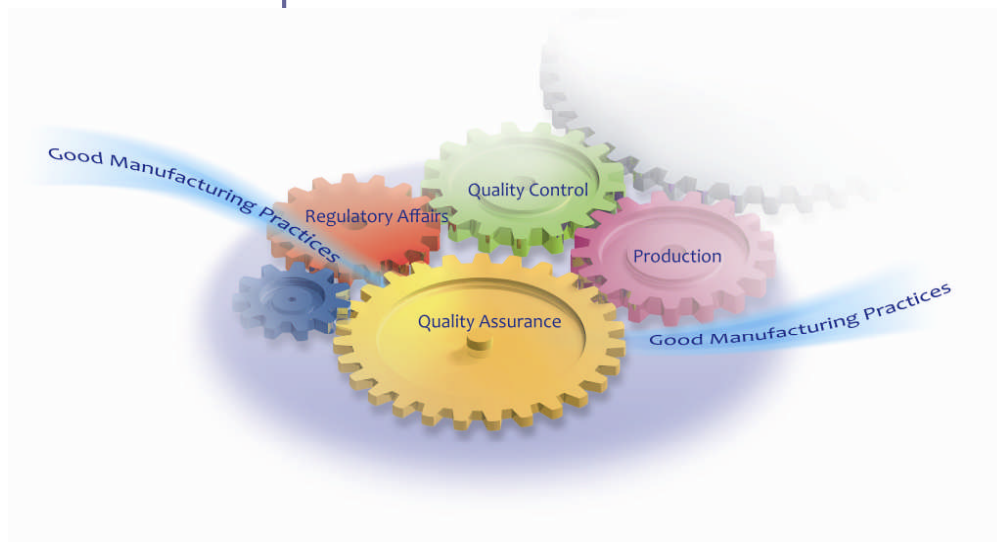 Good Manufacturing Practices
Quality Control
Regulatory Affairs
Production
Quality Assurance
Good Manufacturing Practices